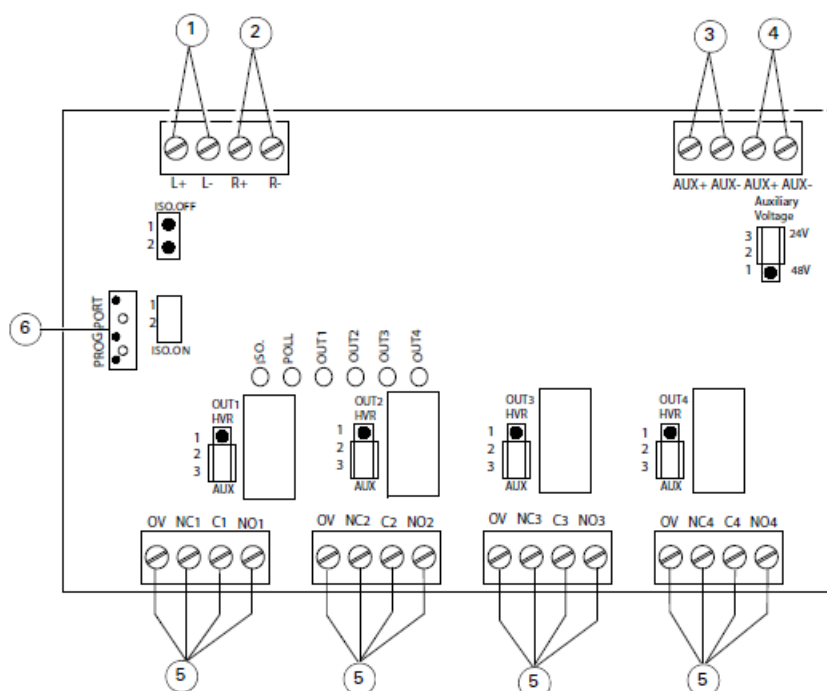 1 2 3 4
L+ L- R+ R-
AUX+ AUX- AUX+ AUX-
ISO.OFF
1
2
Auxiliary
Voltage
3 24V
2
1 48V
6
PROG.PORT
1
2
ISO.ON
ISO. POLL OUT1 OUT2 OUT3 OUT4
OUT1
HVR
1
2
3
AUX
OUT2
HVR
1
2
3
AUX
OUT3
HVR
1
2
3
AUX
OUT4
HVR
1
2
3
AUX
OV NC1 C1 NO1
OV NC2 C2 NO2
OV NC3 C3 NO3
OV NC4 C4 NO4
5 5 5 5